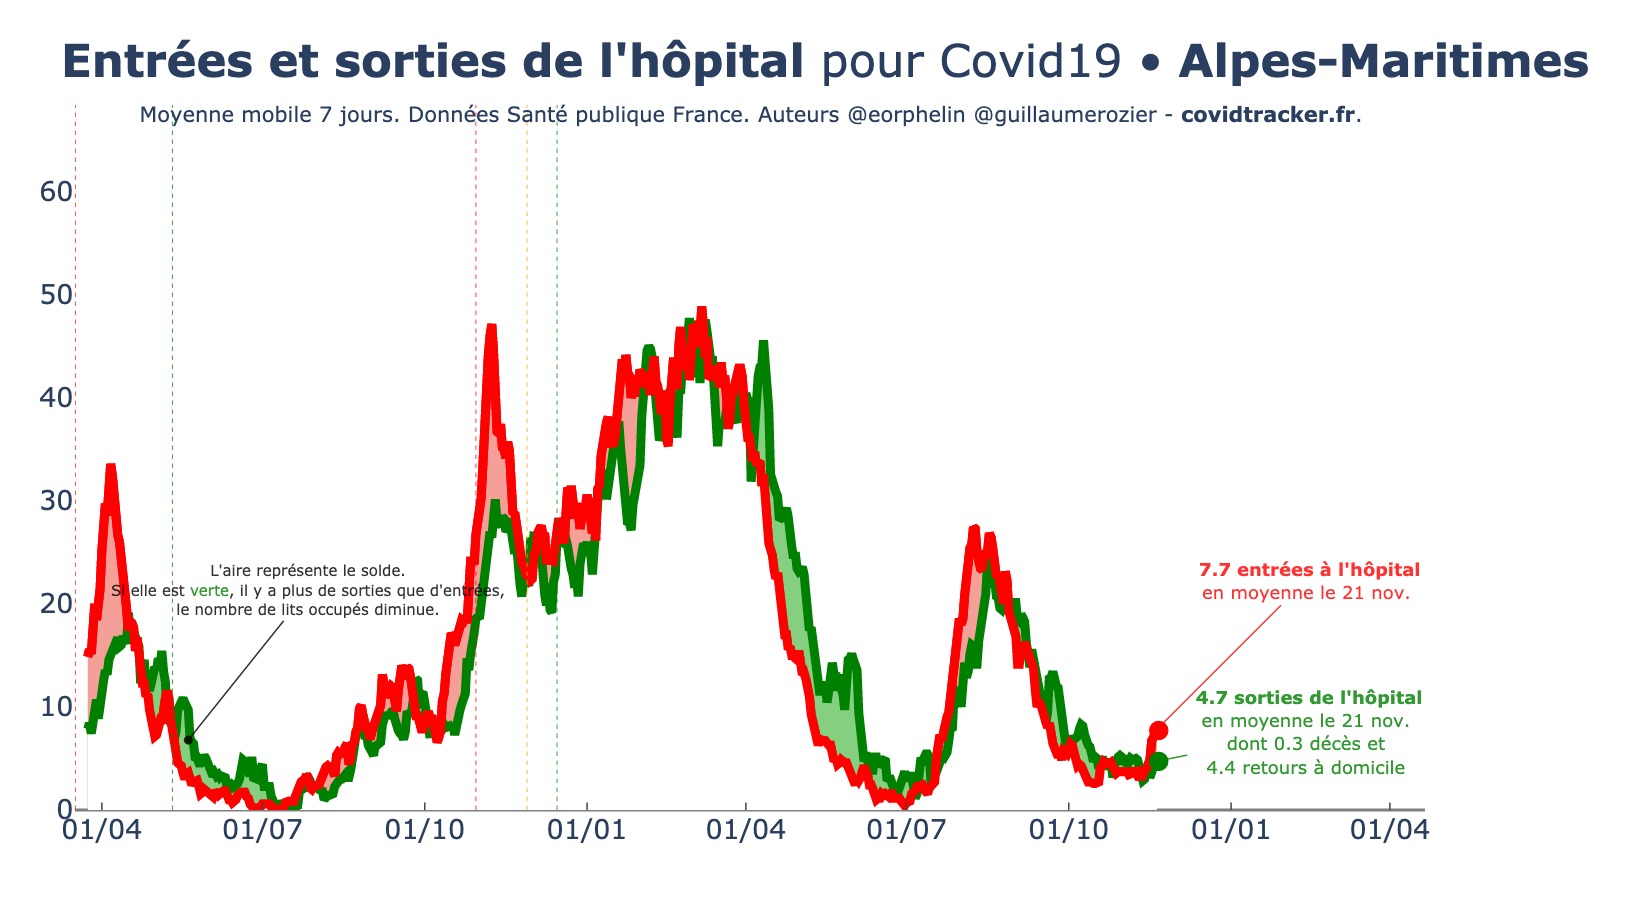 Entrées et sorties de l'hôpital pour Covid19 • Alpes-Maritimes
Moyenne mobile 7 jours. Données Santé publique France. Auteurs @eorphelin @guillaumerozier - covidtracker.fr.
60
50
40
30
20
10
0
L'aire représente le solde.
Si elle est verte, il y a plus de sorties que d'entrées,
le nombre de lits occupés diminue.
7.7 entrées à l'hôpital
en moyenne le 21 nov.
4.7 sorties de l'hôpital
en moyenne le 21 nov.
dont 0.3 décès et
4.4 retours à domicile
01/04 01/07 01/10 01/01 01/04 01/07 01/10 01/01 01/04